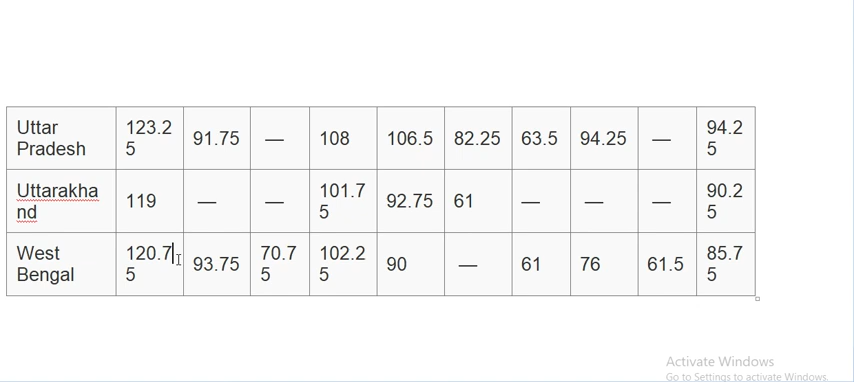 Uttar Pradesh 123.25 91.75 — 108 106.5 82.25 63.5 94.25 — 94.25
Uttarakhand 119 — — 101.75 92.75 61 — — — 90.25
West Bengal 120.75 93.75 70.75 102.25 90 — 61 76 61.5 85.75
Activate Windows
Go to Settings to activate Windows.